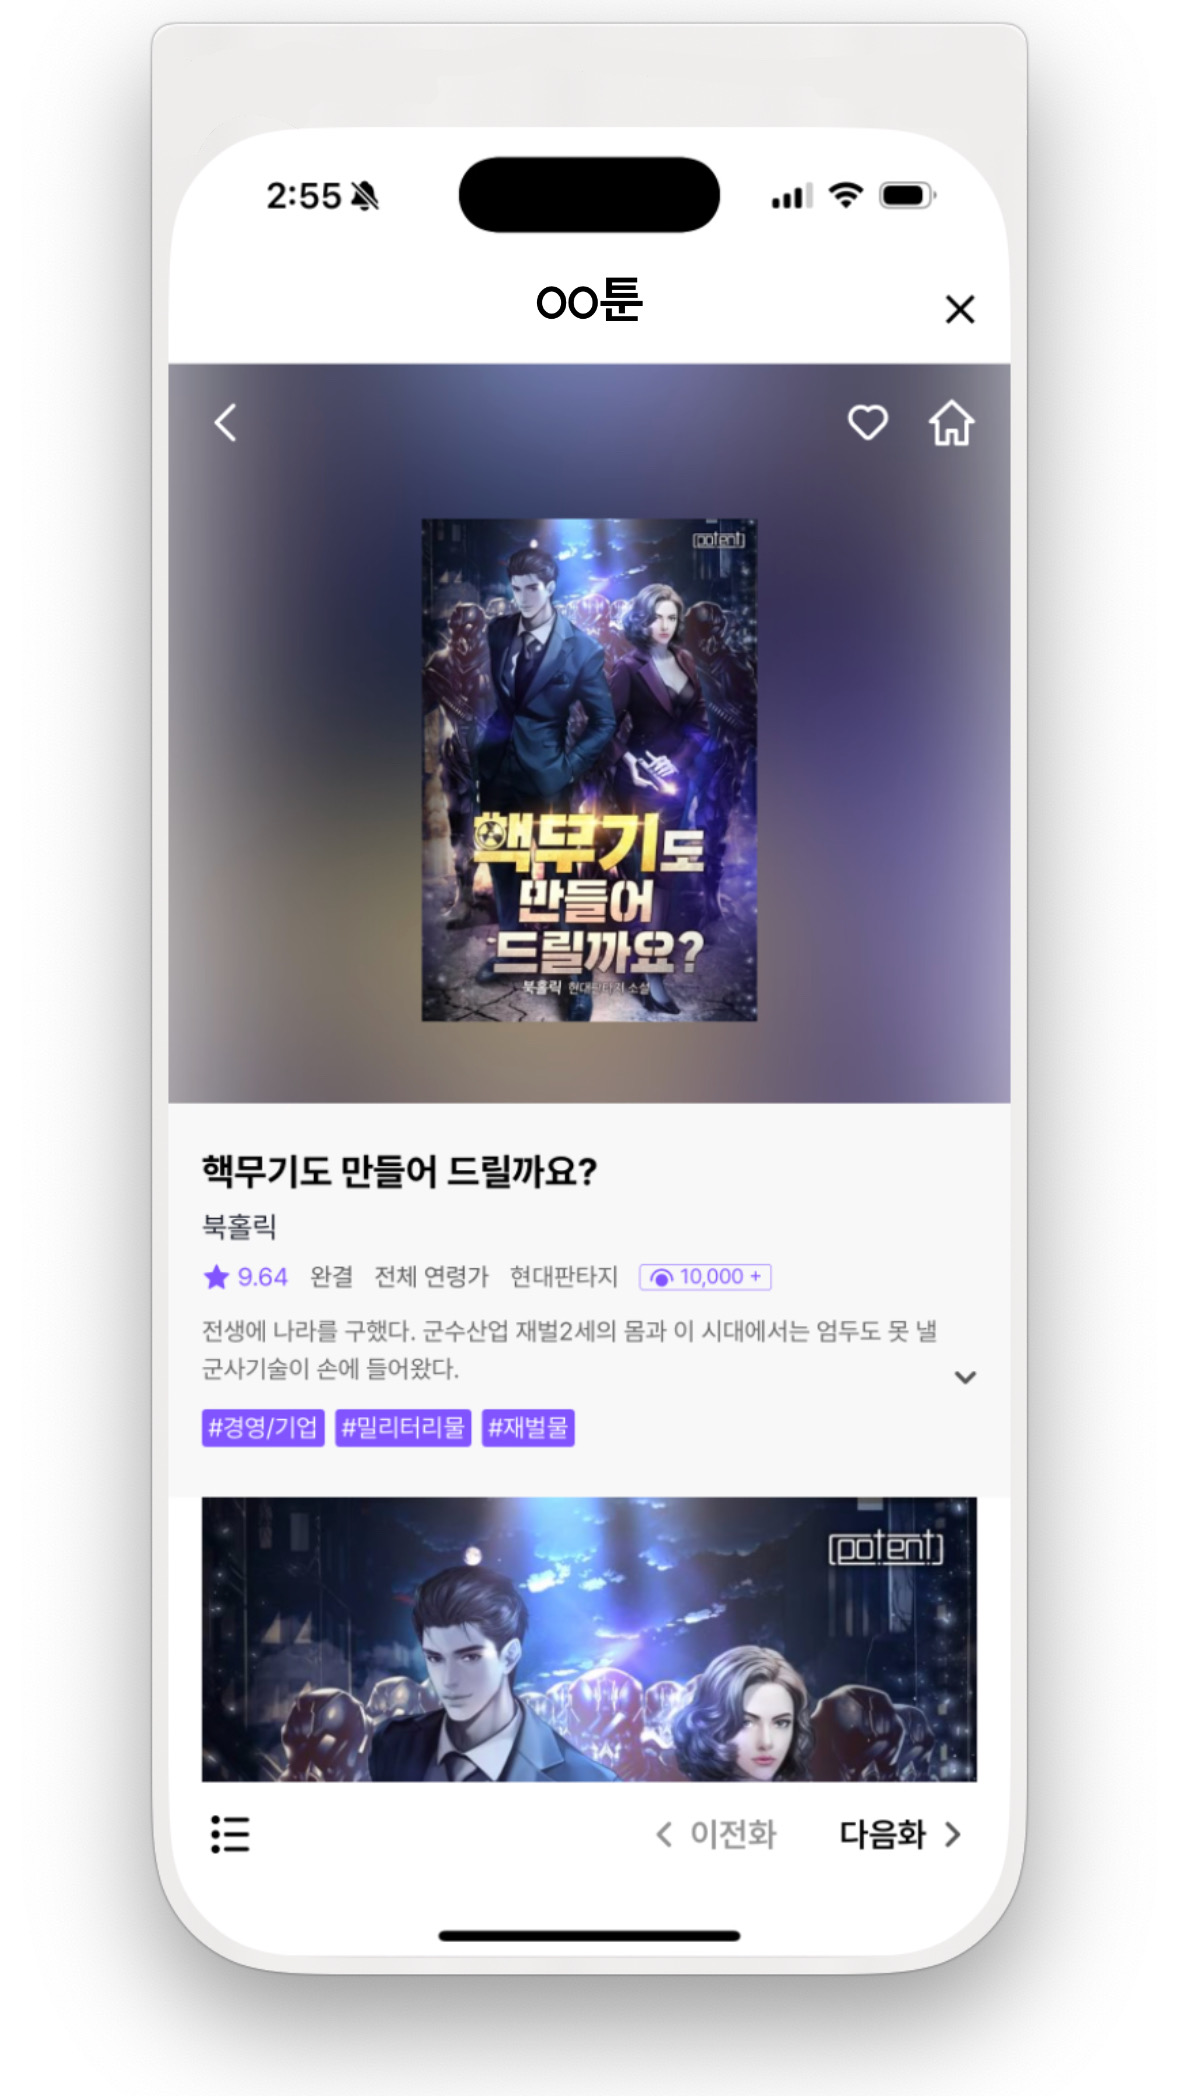 2:55
OO툰
[potent]
핵무기도
만들어
드릴까요?
북홀릭 현대판타지 소설
핵무기도 만들어 드릴까요?
북홀릭
9.64 완결 전체 연령가 현대판타지 10,000 +
전생에 나라를 구했다. 군수산업 재벌2세의 몸과 이 시대에서는 엄두도 못 낼
군사기술이 손에 들어왔다.
#경영/기업 #밀리터리물 #재벌물
[potent]
이전화 다음화